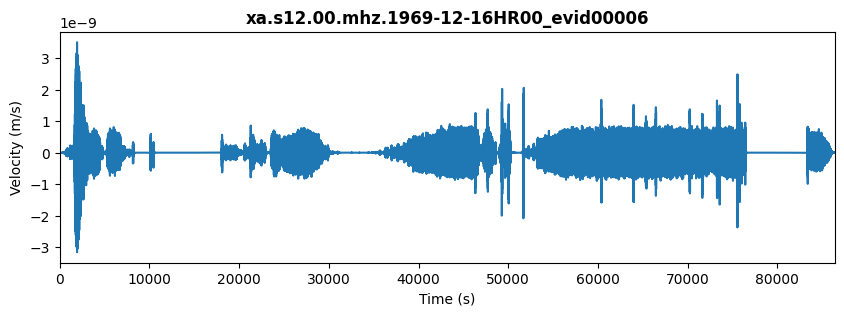 xa.s12.00.mhz.1969-12-16HR00_evid00006
1e−9
3
2
1
0
−1
−2
−3
Velocity (m/s)
0 10000 20000 30000 40000 50000 60000 70000 80000
Time (s)